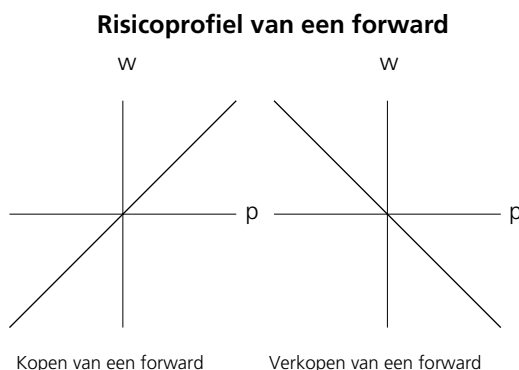 Risicoprofiel van een forward
w w
p p
Kopen van een forward Verkopen van een forward